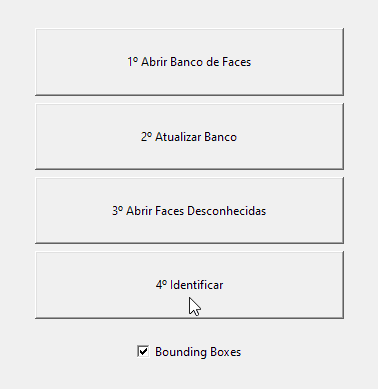 1º Abrir Banco de Faces
2º Atualizar Banco
3º Abrir Faces Desconhecidas
4º Identificar
Bounding Boxes